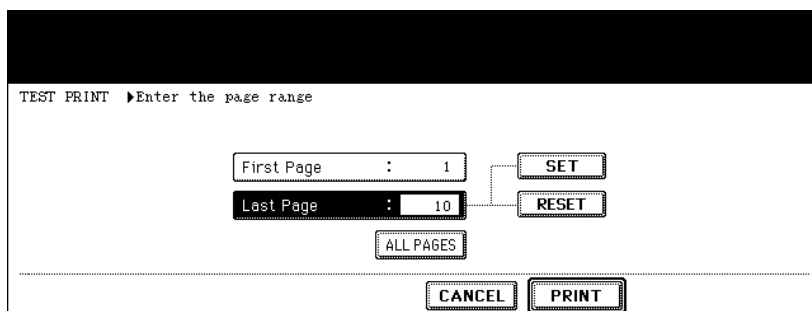 TEST PRINT ▶Enter the page range
First Page : 1 SET
Last Page : 10 RESET
ALL PAGES
CANCEL PRINT